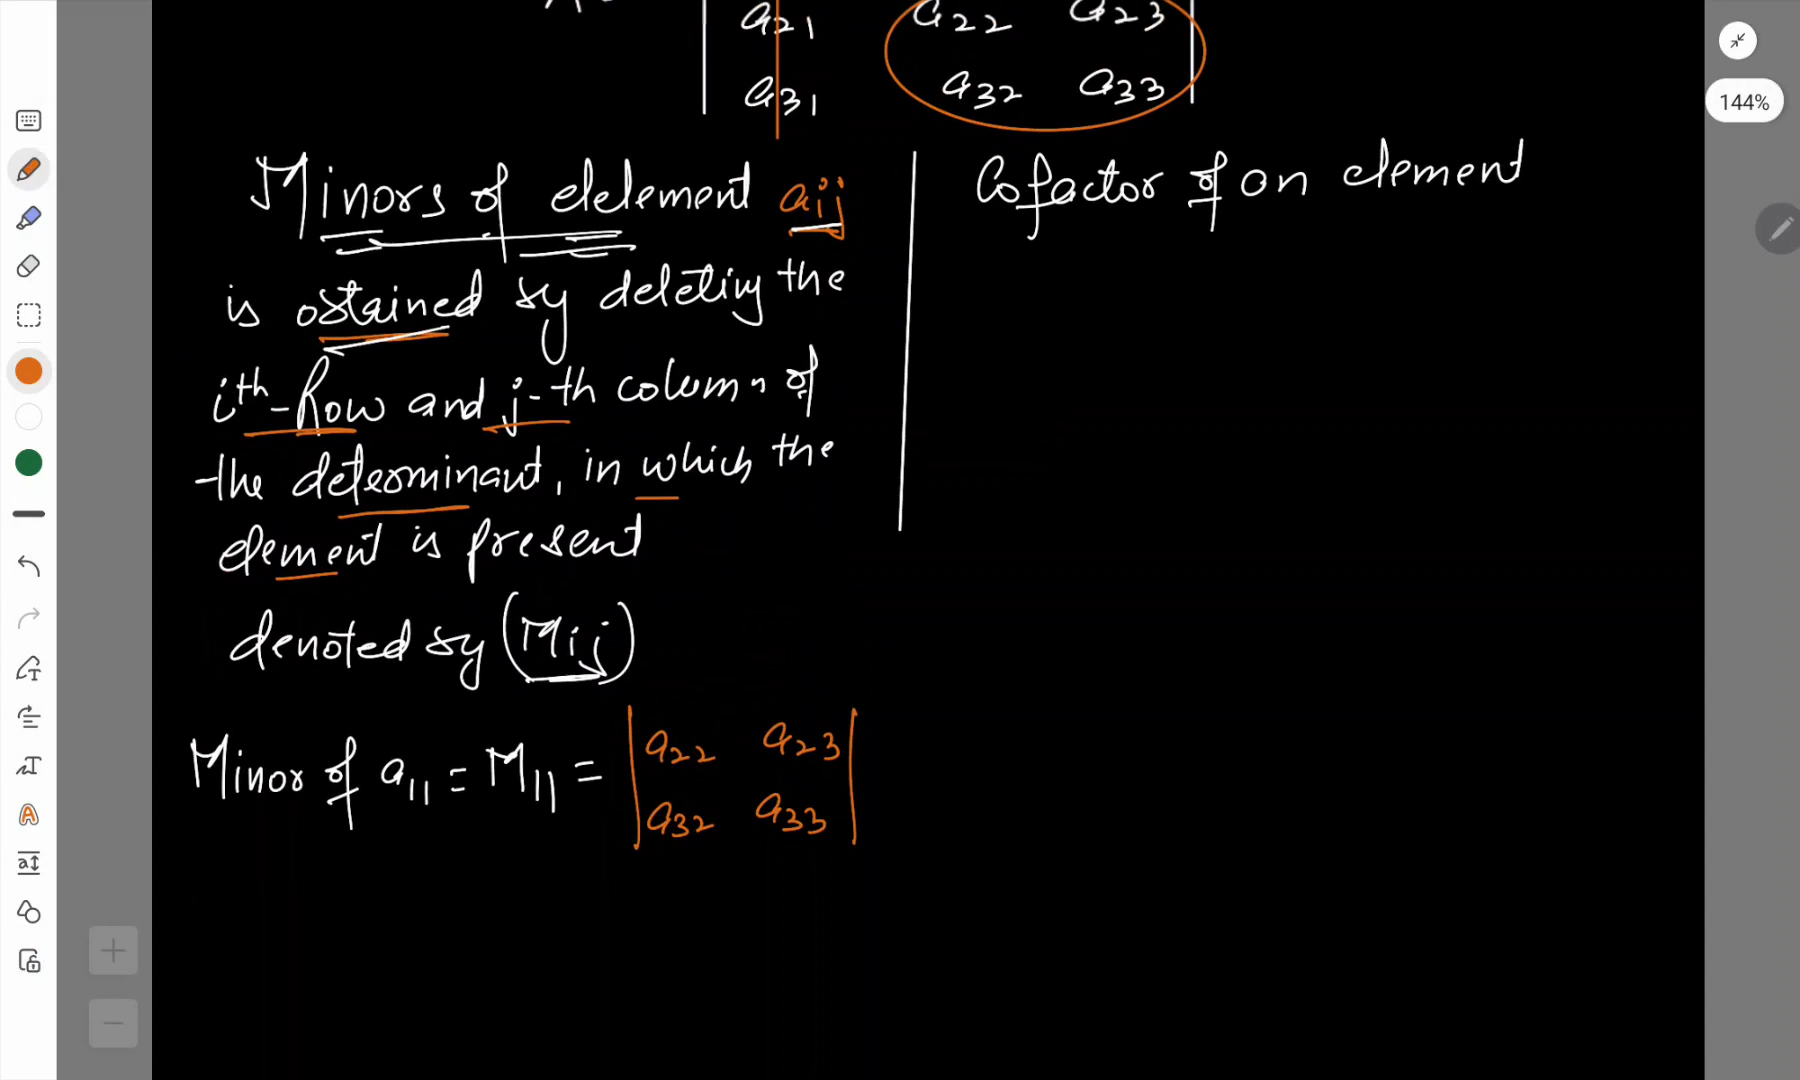 a21 a22 a23
a31 a32 a33
144%
Minors of elelement aij
is obtained by deleting the
ith-Row and j-th column of
the determinant, in which the
element is present
denoted by (Mij)
Minor of a11 = M11 = | a22 a23 |
| a32 a33 |
Cofactor of an element